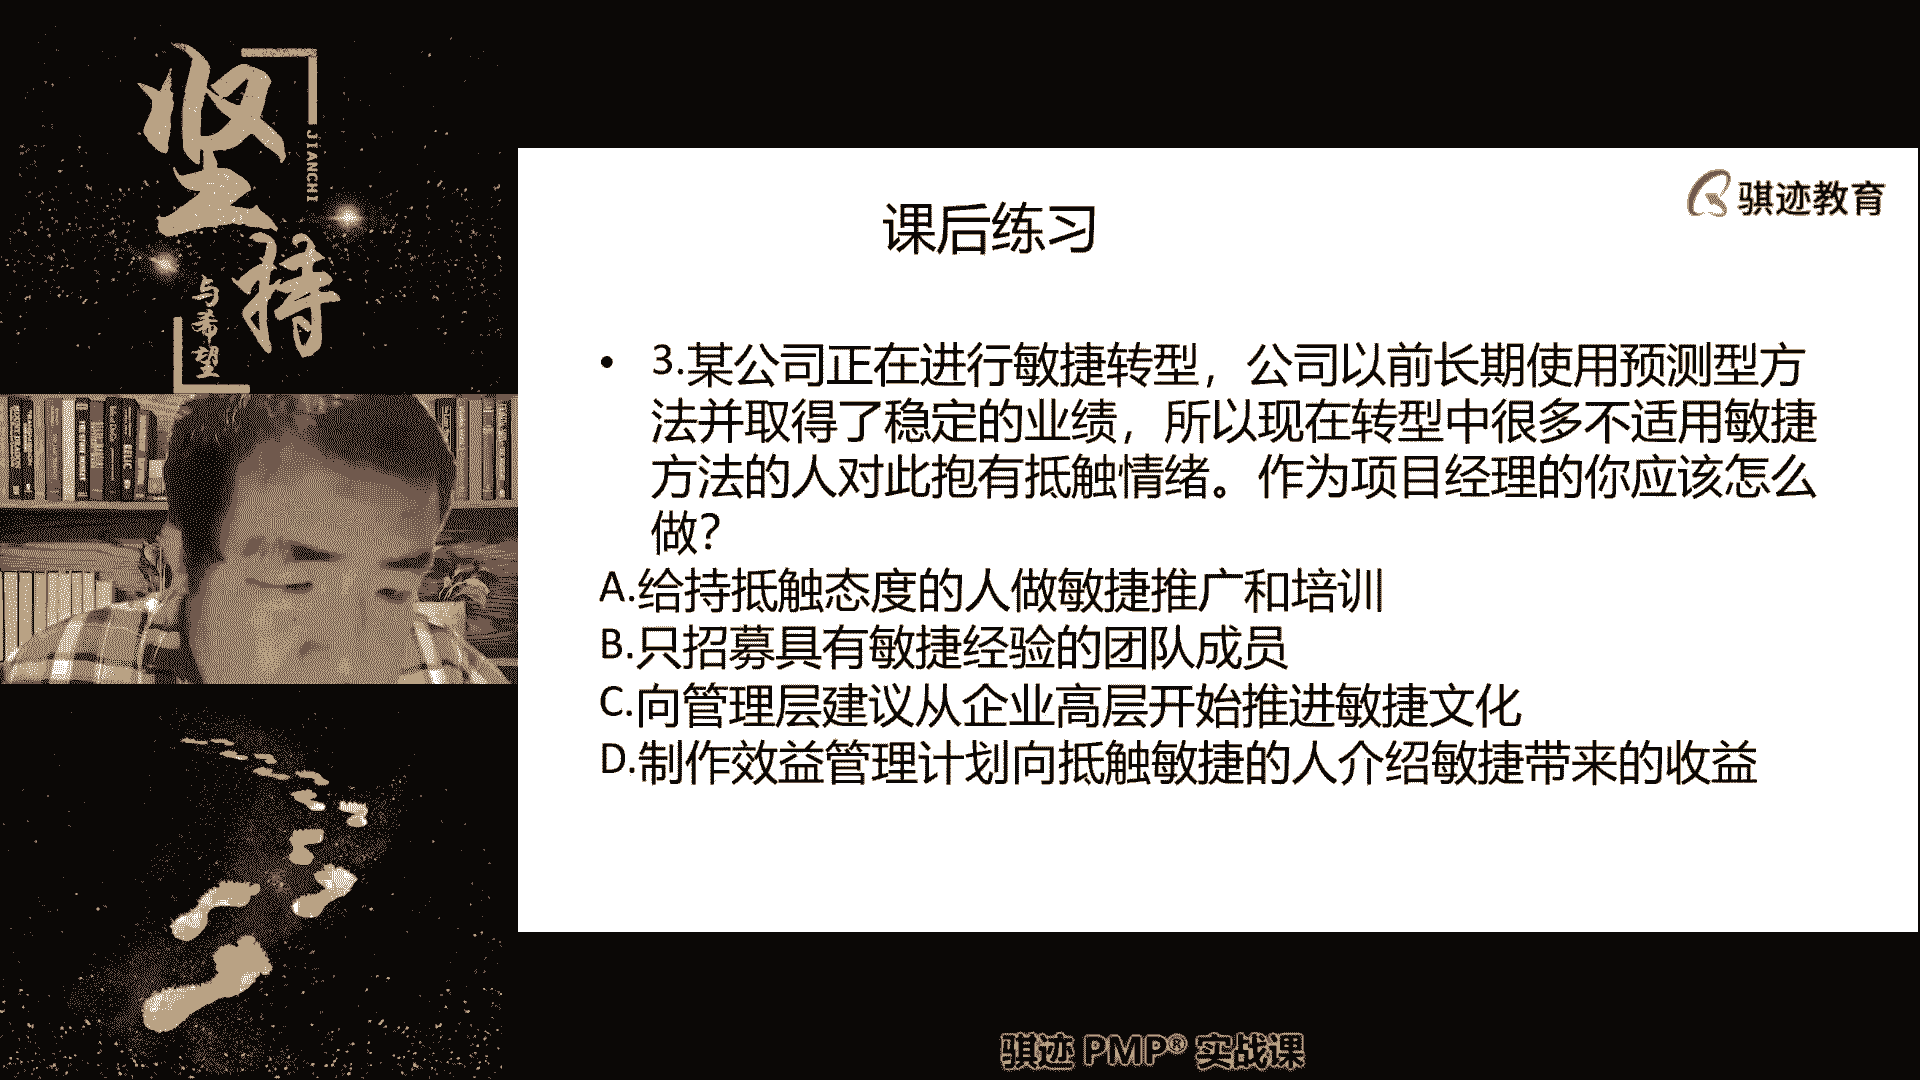 坚持
JIANCHI
与希望
骐迹教育
课后练习
• 3.某公司正在进行敏捷转型，公司以前长期使用预测型方
法并取得了稳定的业绩，所以现在转型中很多不适用敏捷
方法的人对此抱有抵触情绪。作为项目经理的你应该怎么
做？
A.给持抵触态度的人做敏捷推广和培训
B.只招募具有敏捷经验的团队成员
C.向管理层建议从企业高层开始推进敏捷文化
D.制作效益管理计划向抵触敏捷的人介绍敏捷带来的收益
骐迹 PMP® 实战课